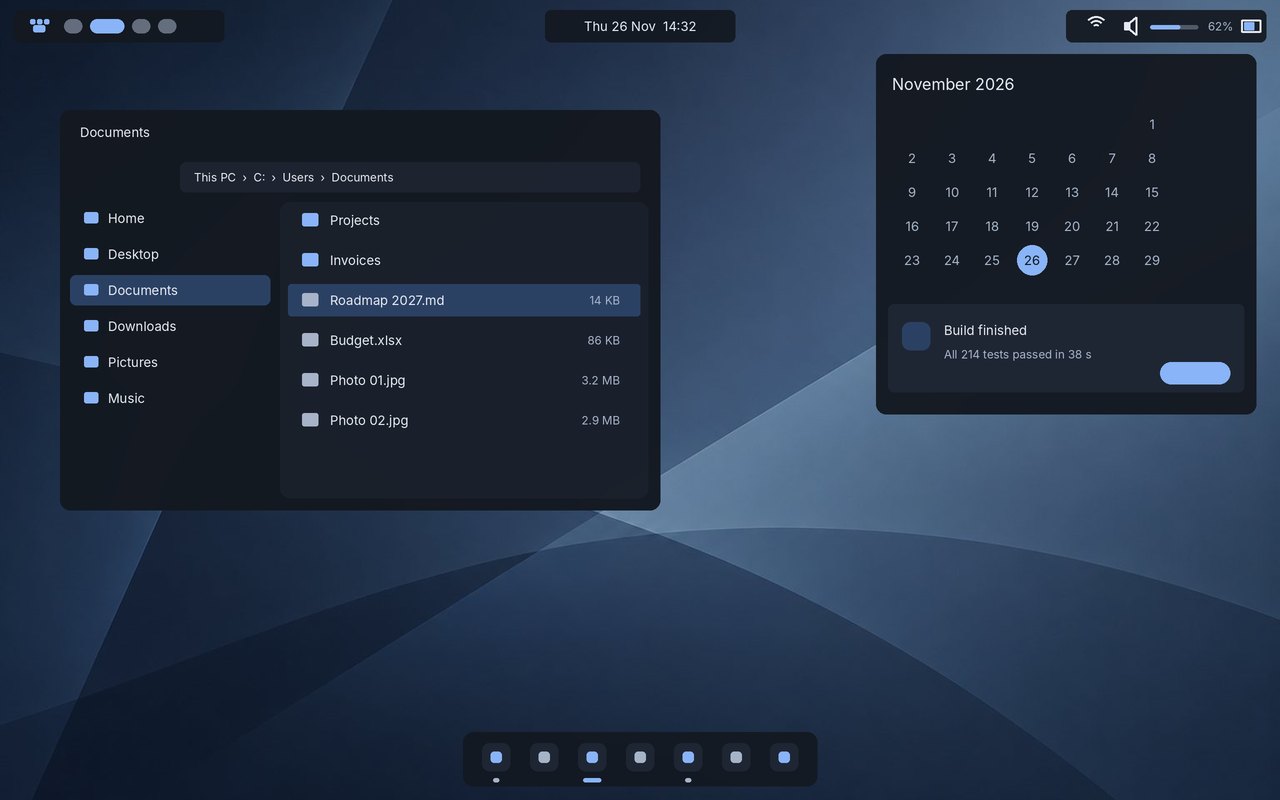 Thu 26 Nov 14:32
62%
November 2026
1
2 3 4 5 6 7 8
9 10 11 12 13 14 15
16 17 18 19 20 21 22
23 24 25 26 27 28 29
Build finished
All 214 tests passed in 38 s
Documents
This PC › C: › Users › Documents
Home
Desktop
Documents
Downloads
Pictures
Music
Projects
Invoices
Roadmap 2027.md 14 KB
Budget.xlsx 86 KB
Photo 01.jpg 3.2 MB
Photo 02.jpg 2.9 MB